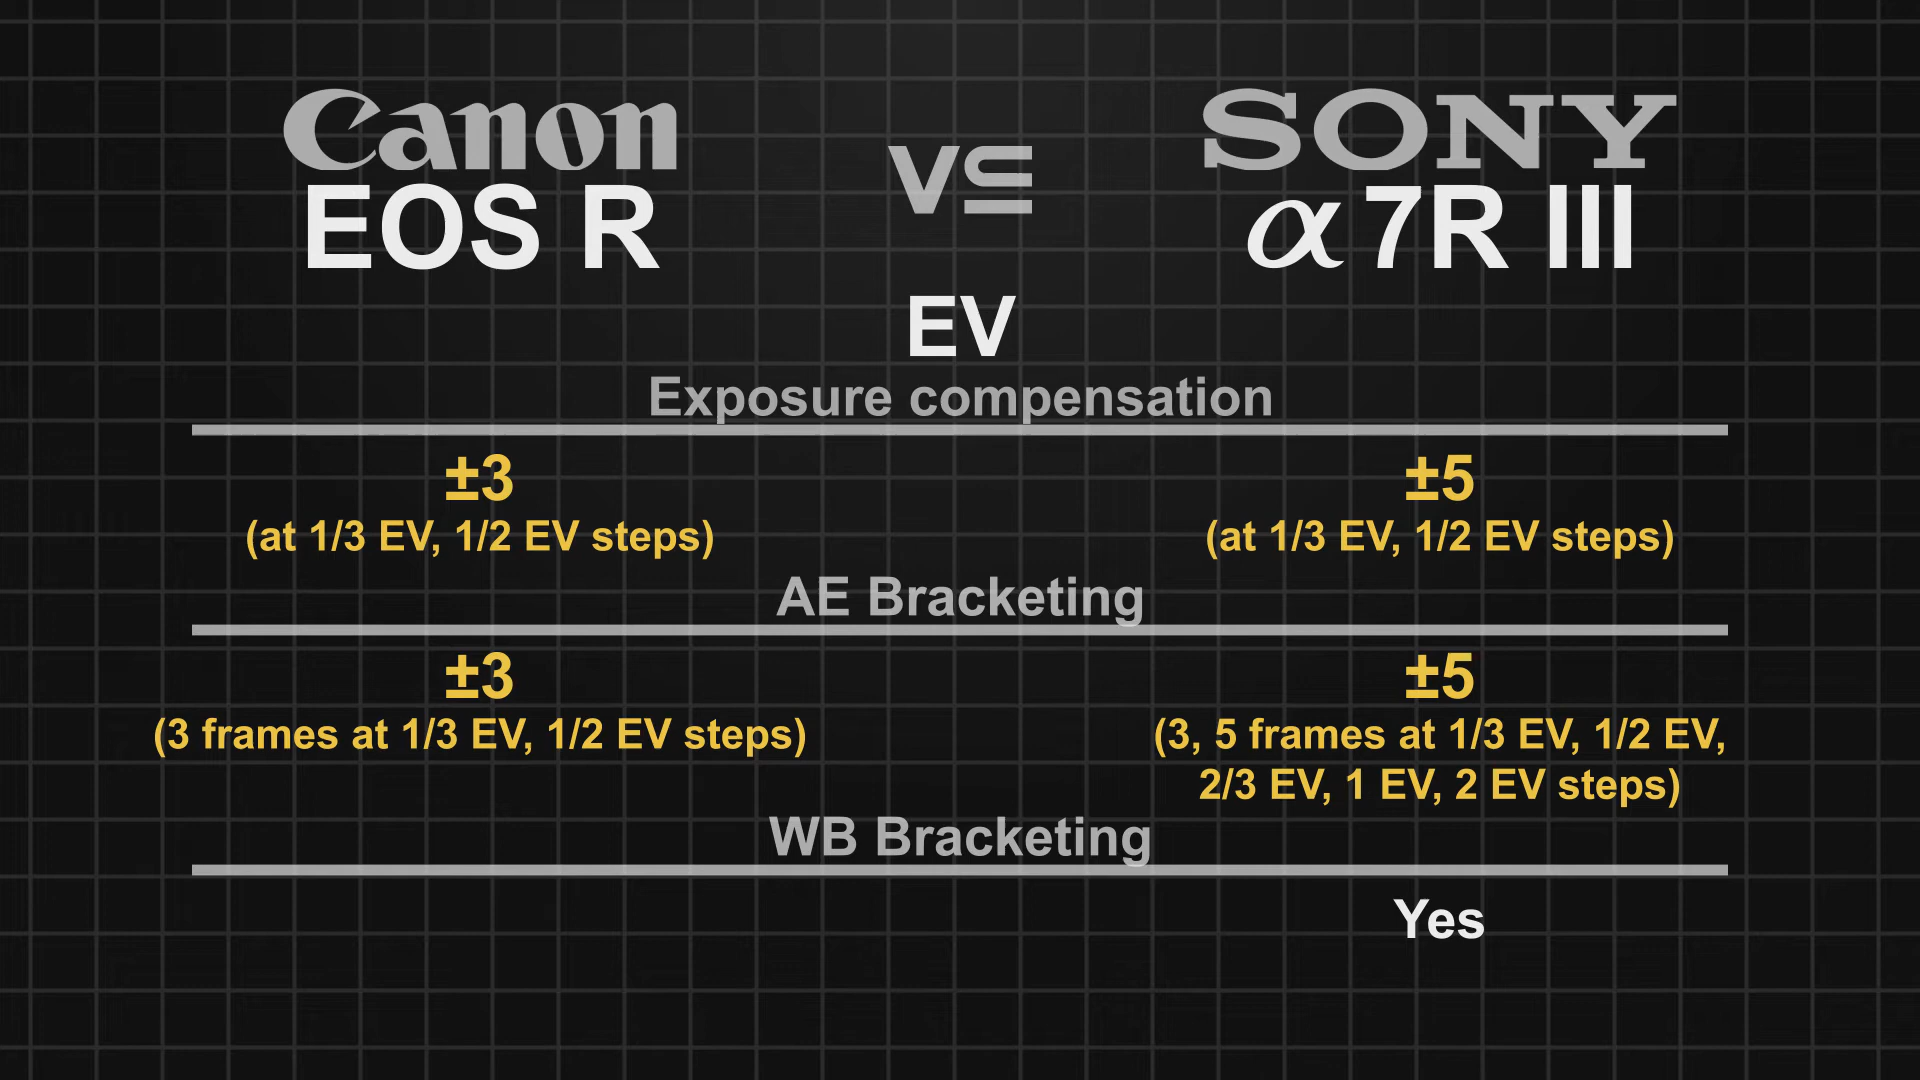 Canon
EOS R
VS
SONY
α7R III
EV
Exposure compensation
±3
±5
(at 1/3 EV, 1/2 EV steps)
(at 1/3 EV, 1/2 EV steps)
AE Bracketing
±3
±5
(3 frames at 1/3 EV, 1/2 EV steps)
(3, 5 frames at 1/3 EV, 1/2 EV,
2/3 EV, 1 EV, 2 EV steps)
WB Bracketing
Yes